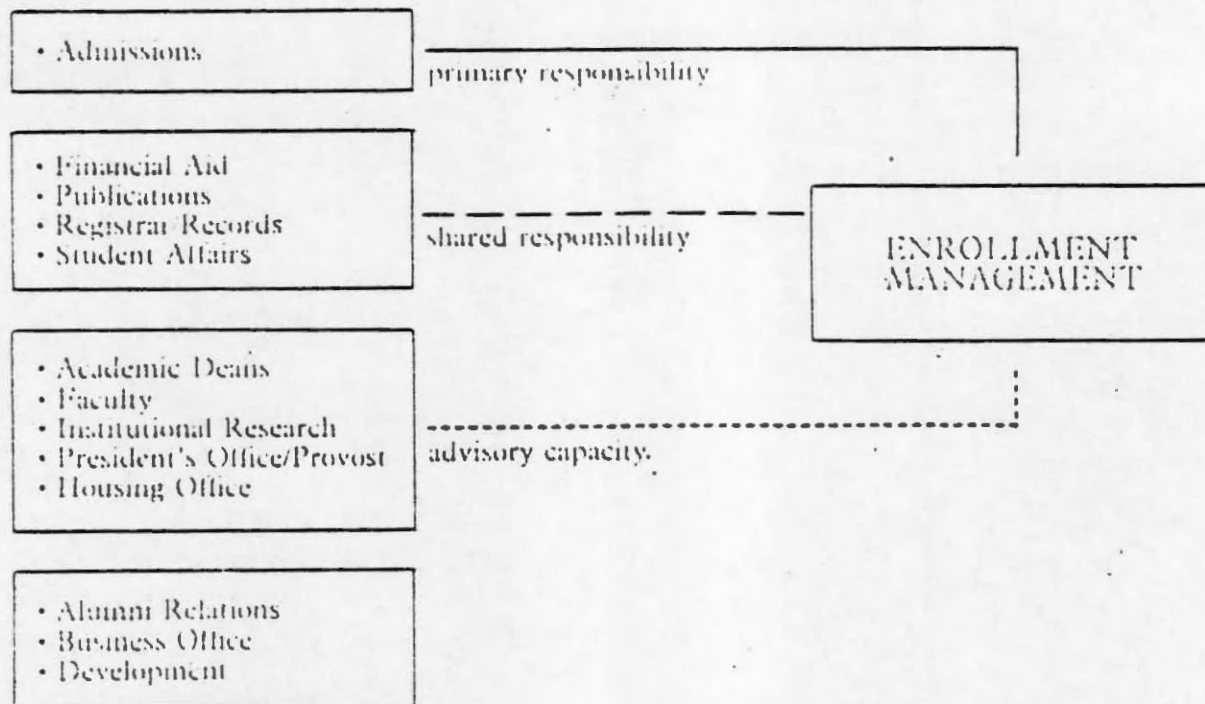 • Admissions
primary responsibility
• Financial Aid
• Publications
• Registrar Records
• Student Affairs
shared responsibility
ENROLLMENT
MANAGEMENT
• Academic Deans
• Faculty
• Institutional Research
• President's Office/Provost
• Housing Office
advisory capacity.
• Alumni Relations
• Business Office
• Development